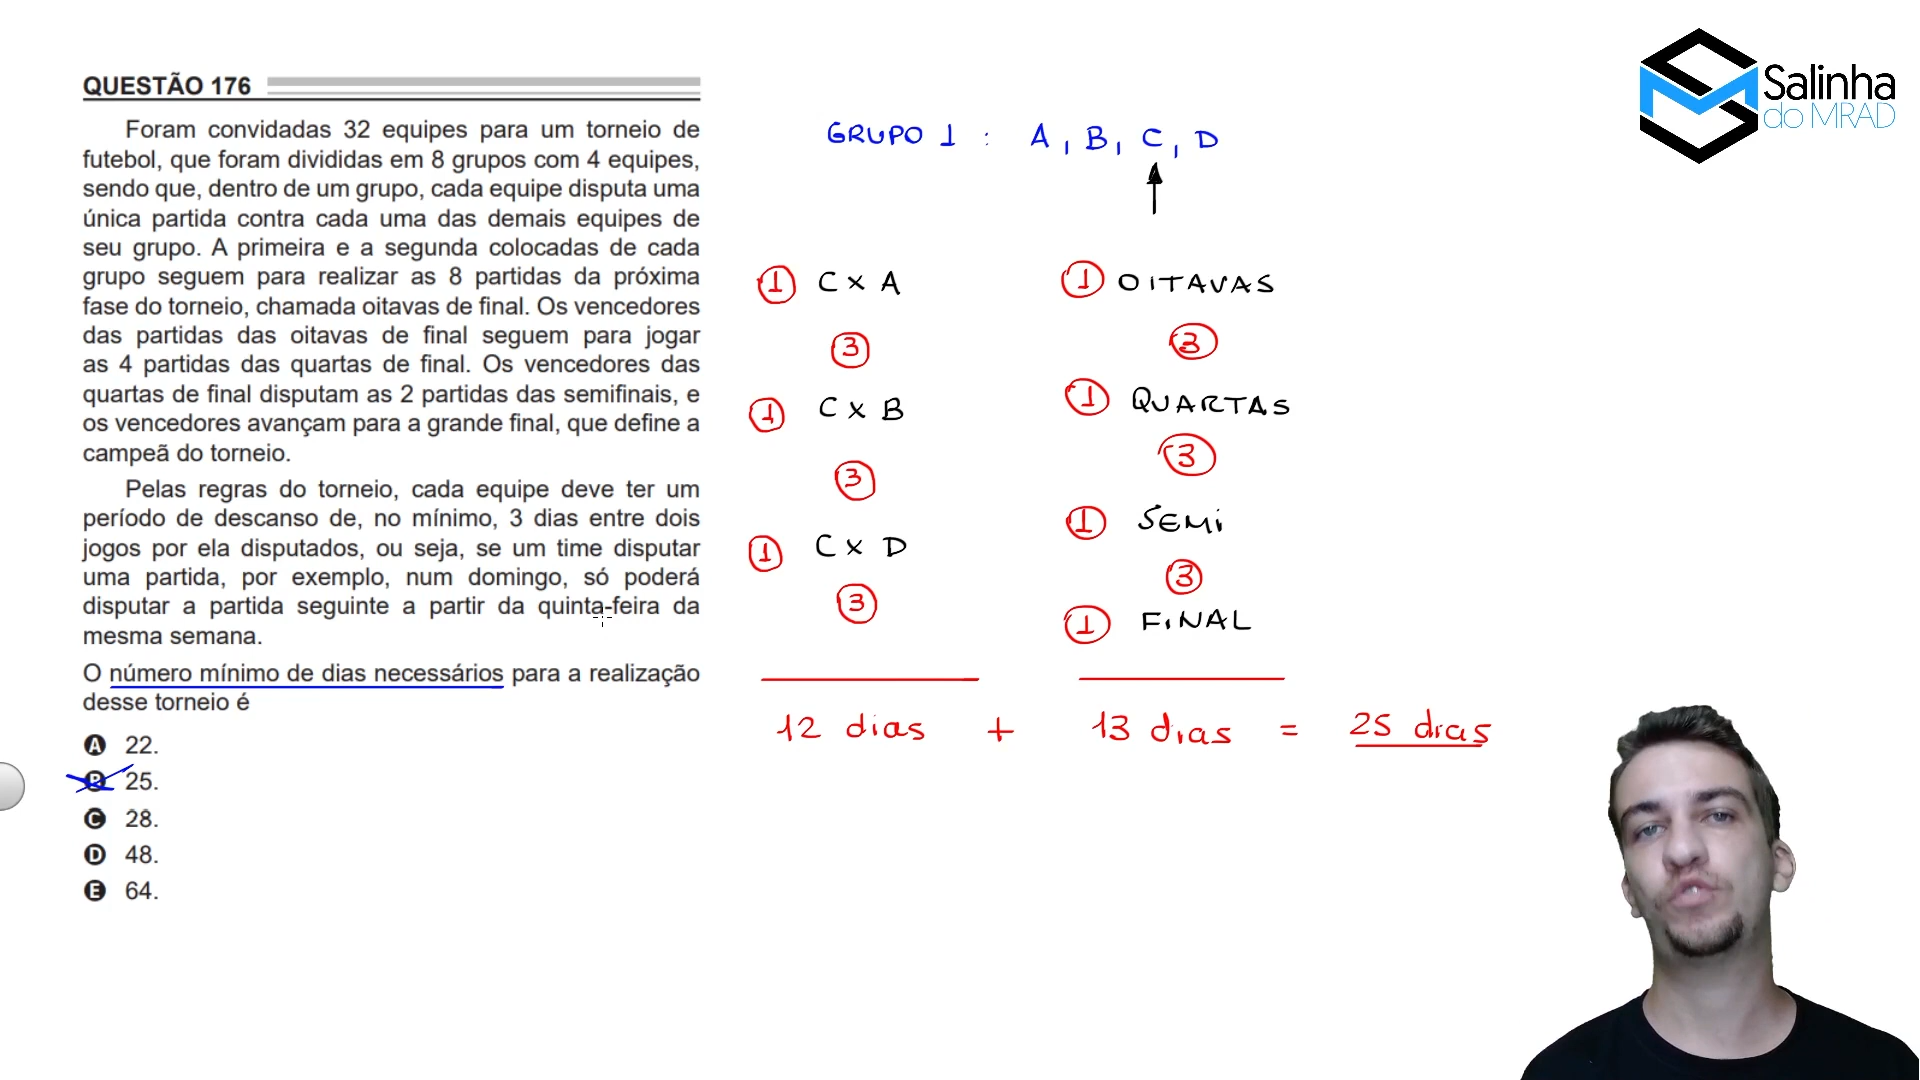 QUESTÃO 176
Foram convidadas 32 equipes para um torneio de
futebol, que foram divididas em 8 grupos com 4 equipes,
sendo que, dentro de um grupo, cada equipe disputa uma
única partida contra cada uma das demais equipes de
seu grupo. A primeira e a segunda colocadas de cada
grupo seguem para realizar as 8 partidas da próxima
fase do torneio, chamada oitavas de final. Os vencedores
das partidas das oitavas de final seguem para jogar
as 4 partidas das quartas de final. Os vencedores das
quartas de final disputam as 2 partidas das semifinais, e
os vencedores avançam para a grande final, que define a
campeã do torneio.
Pelas regras do torneio, cada equipe deve ter um
período de descanso de, no mínimo, 3 dias entre dois
jogos por ela disputados, ou seja, se um time disputar
uma partida, por exemplo, num domingo, só poderá
disputar a partida seguinte a partir da quinta-feira da
mesma semana.
O número mínimo de dias necessários para a realização
desse torneio é
A 22.
B 25.
C 28.
D 48.
E 64.
GRUPO 1 : A, B, C, D
1 C x A
3
1 C x B
3
1 C x D
3
1 OITAVAS
3
1 QUARTAS
3
1 SEMI
3
1 FINAL
12 dias + 13 dias = 25 dias
Salinha
do MRAD